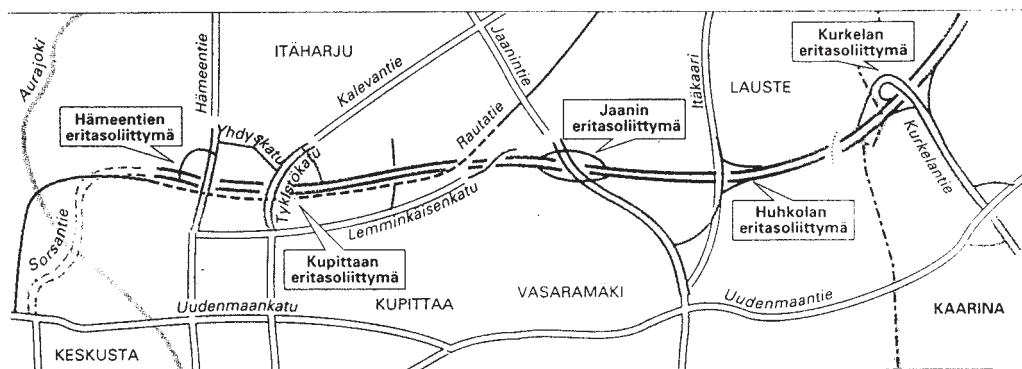 Aurajoki
Hämeentie
ITÄHARJU
Kalevantie
Jaanintie
Itäkaari
LAUSTE
Kurkelan
eritasoliittymä
Hämeentien
eritasoliittymä
Yhdyskatu
Tykistökatu
Rautatie
Jaanin
eritasoliittymä
Kurkelantie
Sorsantie
Lemminkaisenkatu
Kupittaan
eritasoliittymä
Huhkolan
eritasoliittymä
Uudenmaankatu
KUPITTAA
VASARAMÄKI
Uudenmaantie
KAARINA
KESKUSTA